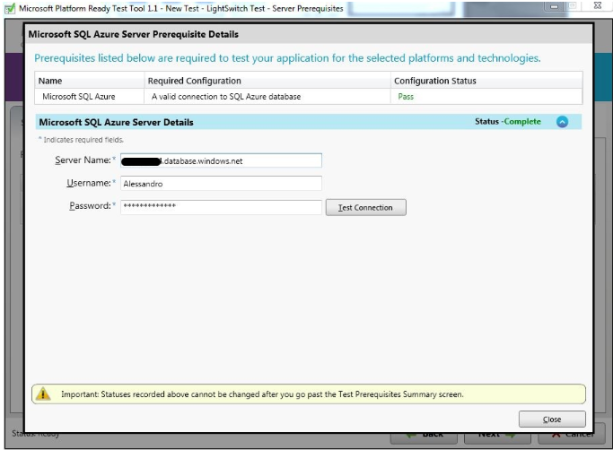 Microsoft Platform Ready Test Tool 1.1 - New Test - LightSwitch Test - Server Prerequisites
Microsoft SQL Azure Server Prerequisite Details
Prerequisites listed below are required to test your application for the selected platforms and technologies.
Name Required Configuration Configuration Status
Microsoft SQL Azure A valid connection to SQL Azure database Pass
Microsoft SQL Azure Server Details Status -Complete
* Indicates required fields.
Server Name: * .database.windows.net
Username: * Alessandro
Password: * *************
Test Connection
Important: Statuses recorded above cannot be changed after you go past the Test Prerequisites Summary screen.
Close
Status: Ready Back Next Cancel